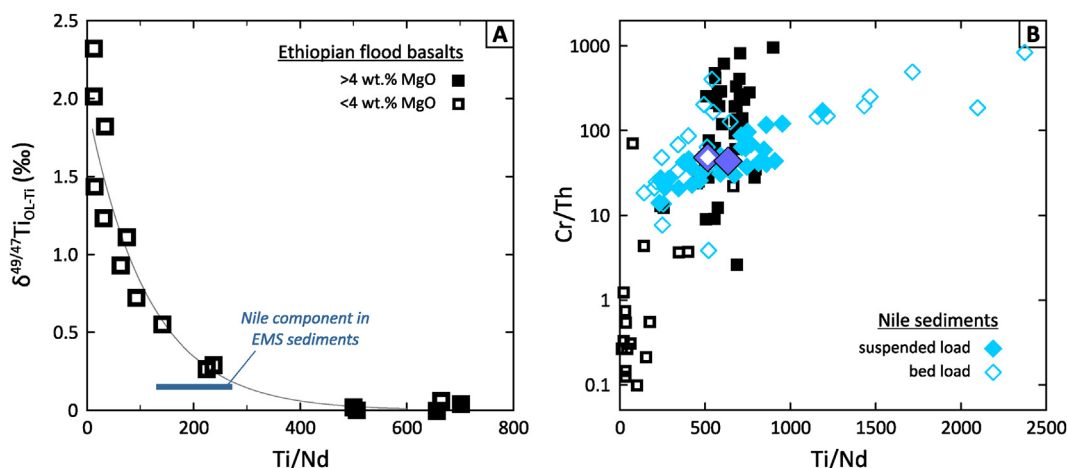 A
2.5
2.0
1.5
1.0
0.5
0
δ49/47TiOL-Ti (‰)
Ethiopian flood basalts
>4 wt.% MgO
<4 wt.% MgO
Nile component in
EMS sediments
0 200 400 600 800
Ti/Nd
B
1000
100
10
1
0.1
Cr/Th
Nile sediments
suspended load
bed load
0 500 1000 1500 2000 2500
Ti/Nd